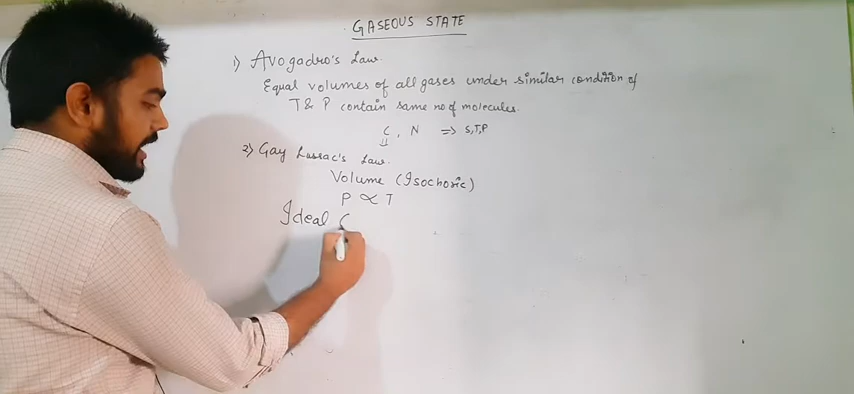 GASEOUS STATE
1) Avogadro's Law.
Equal volumes of all gases under similar condition of
T & P contain same no of molecules.
C, N ⇒ S,T,P
2) Gay Lussac's Law.
Volume (Isochoric)
P ∝ T
Ideal